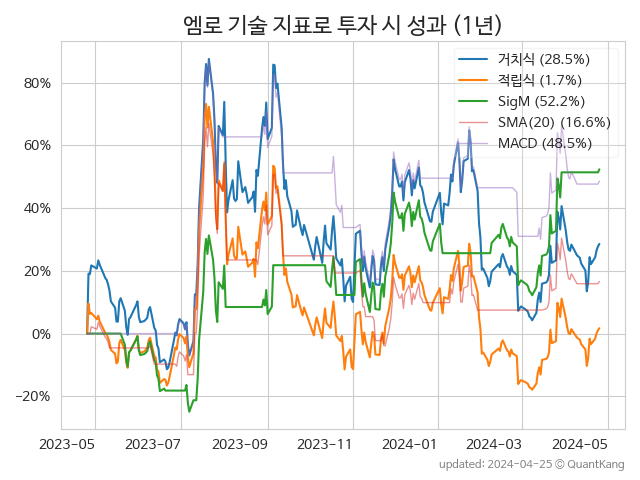 엠로 기술 지표로 투자 시 성과 (1년)
거치식 (28.5%)
적립식 (1.7%)
SigM (52.2%)
SMA(20) (16.6%)
MACD (48.5%)
80%
60%
40%
20%
0%
−20%
2023−05
2023−07
2023−09
2023−11
2024−01
2024−03
2024−05
updated: 2024-04-25 © QuantKang